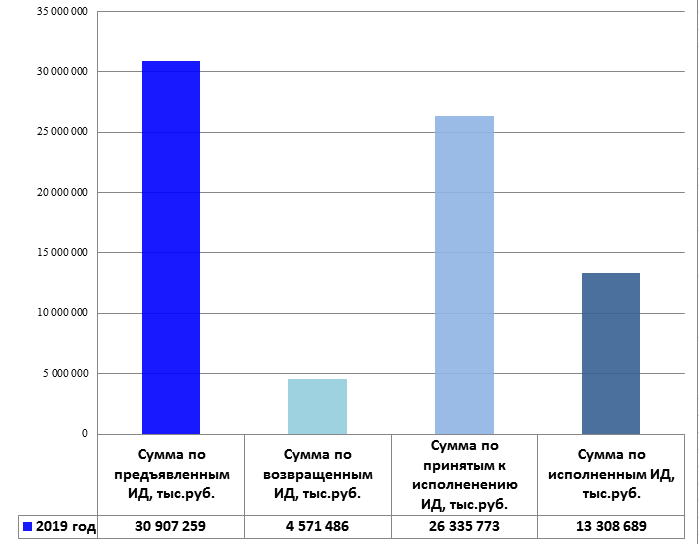 35 000 000
30 000 000
25 000 000
20 000 000
15 000 000
10 000 000
5 000 000
0
Сумма по
предъявленным
ИД, тыс.руб.
Сумма по
возвращенным
ИД, тыс.руб.
Сумма по
принятым к
исполненению
ИД, тыс.руб.
Сумма по
исполненным ИД,
тыс.руб.
2019 год 30 907 259 4 571 486 26 335 773 13 308 689